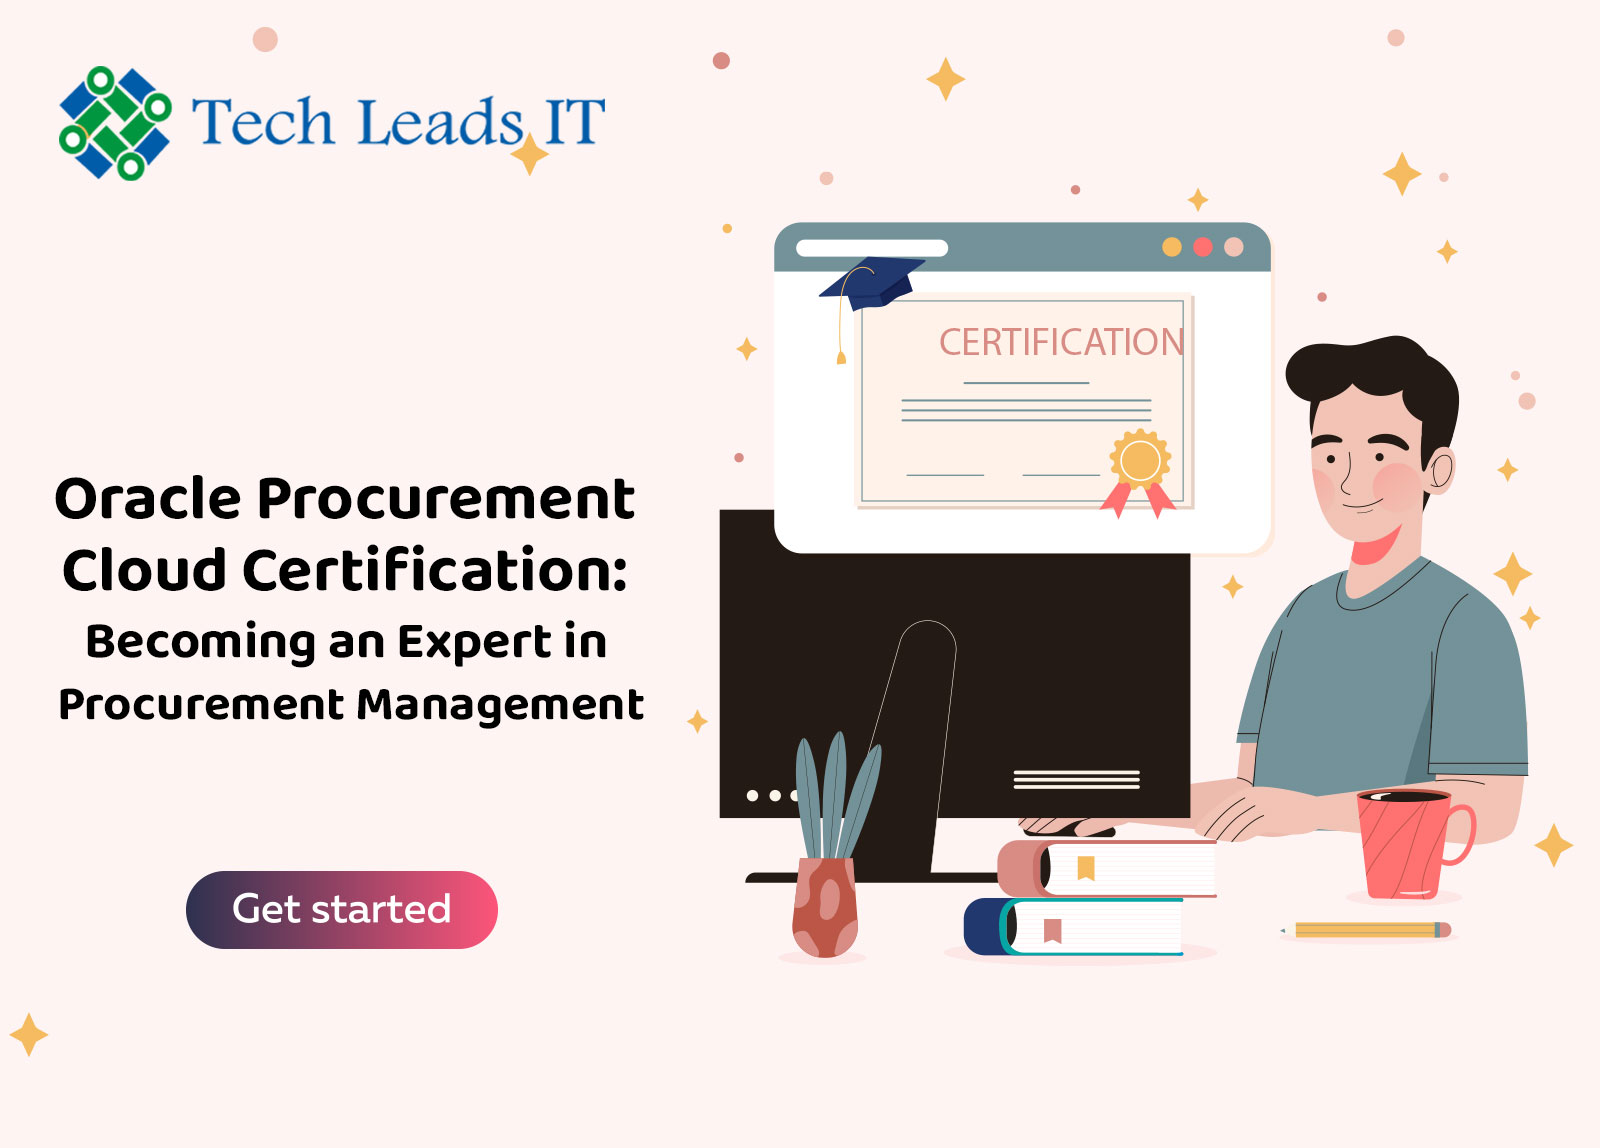 Tech Leads IT
CERTIFICATION
Oracle Procurement
Cloud Certification:
Becoming an Expert in
Procurement Management
Get started